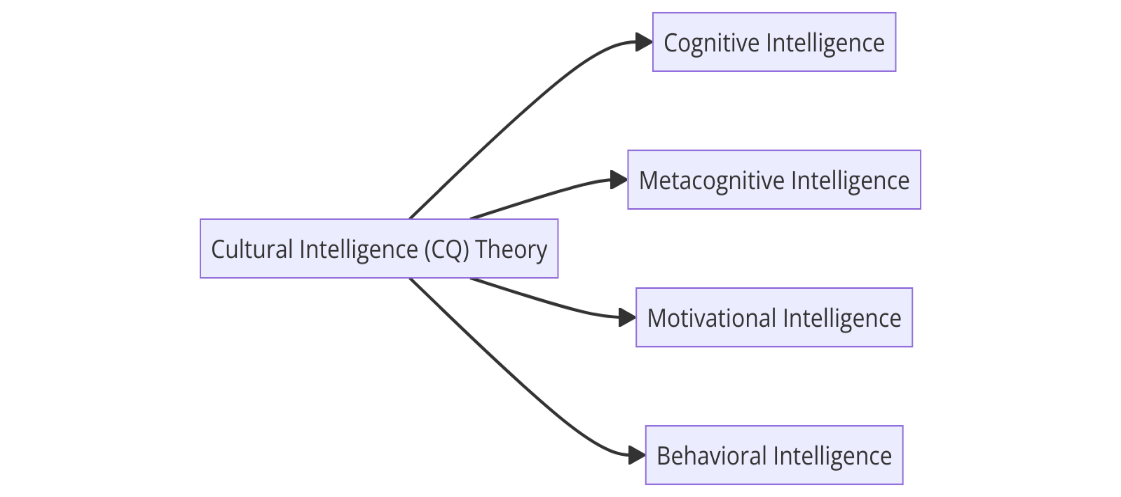 Cognitive Intelligence
Metacognitive Intelligence
Cultural Intelligence (CQ) Theory
Motivational Intelligence
Behavioral Intelligence